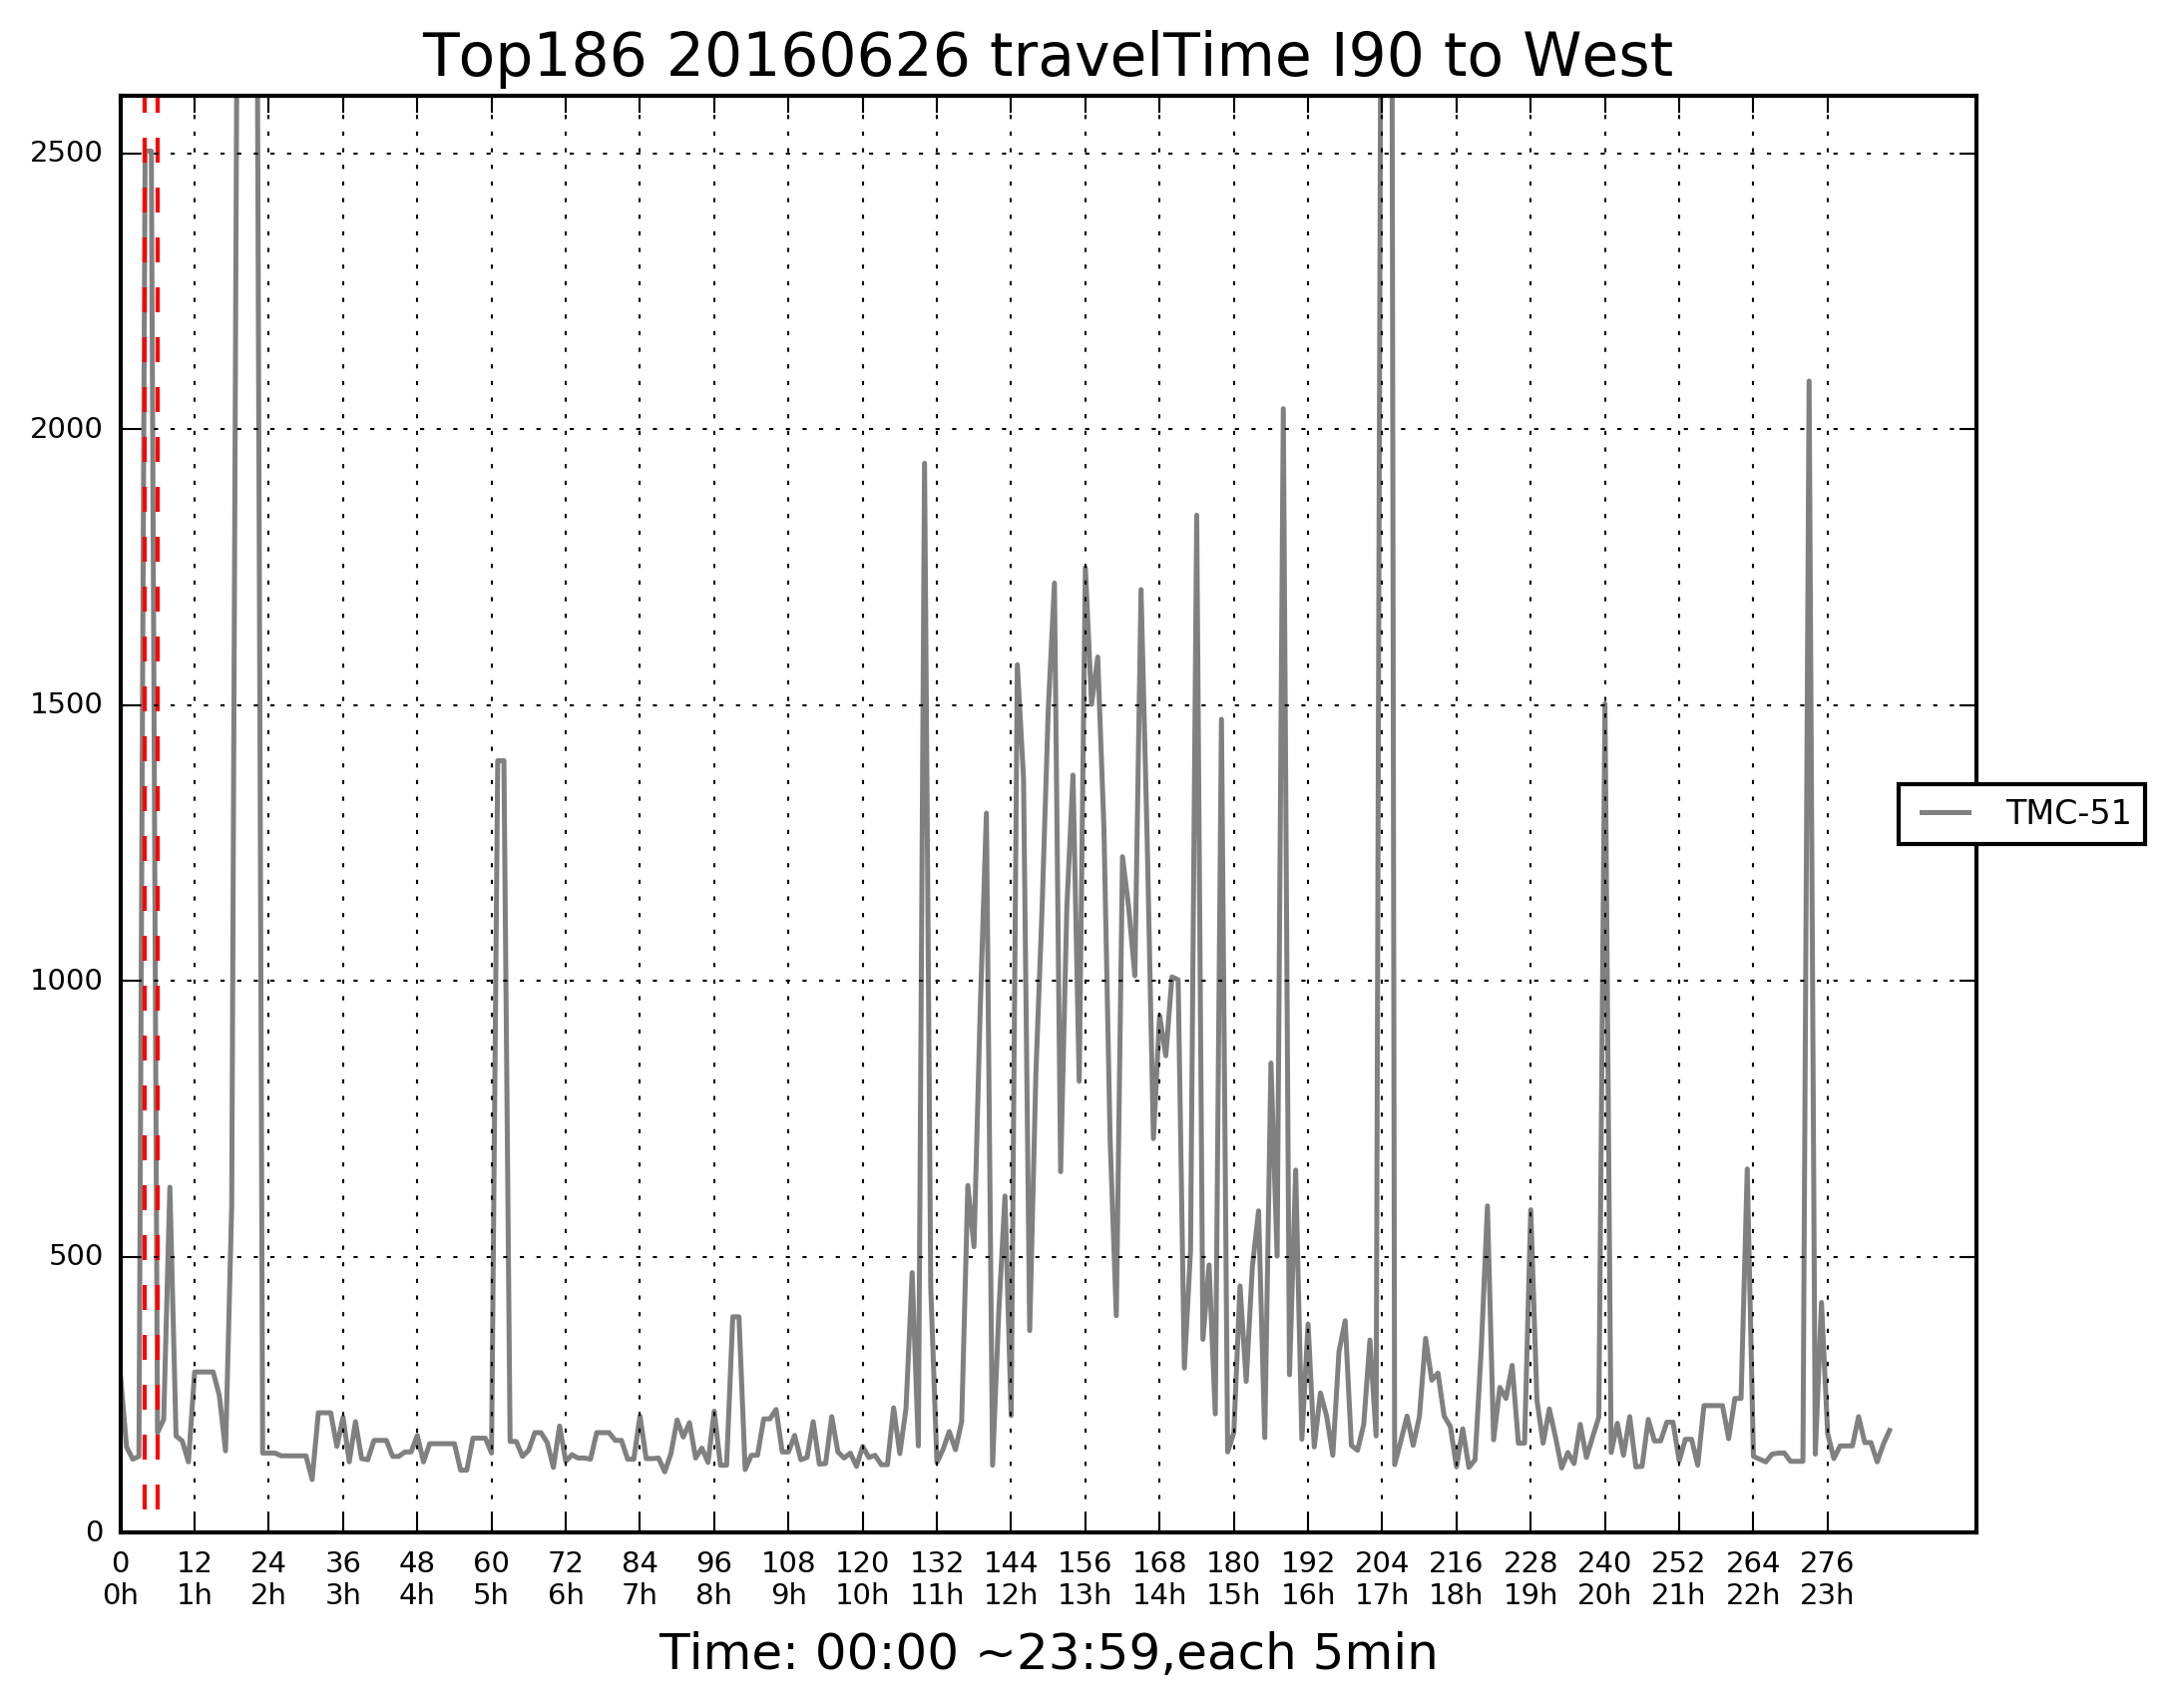 Top186 20160626 travelTime I90 to West
2500
2000
1500
1000
500
0
TMC-51
0 12 24 36 48 60 72 84 96 108 120 132 144 156 168 180 192 204 216 228 240 252 264 276
0h 1h 2h 3h 4h 5h 6h 7h 8h 9h 10h 11h 12h 13h 14h 15h 16h 17h 18h 19h 20h 21h 22h 23h
Time: 00:00 ~23:59,each 5min